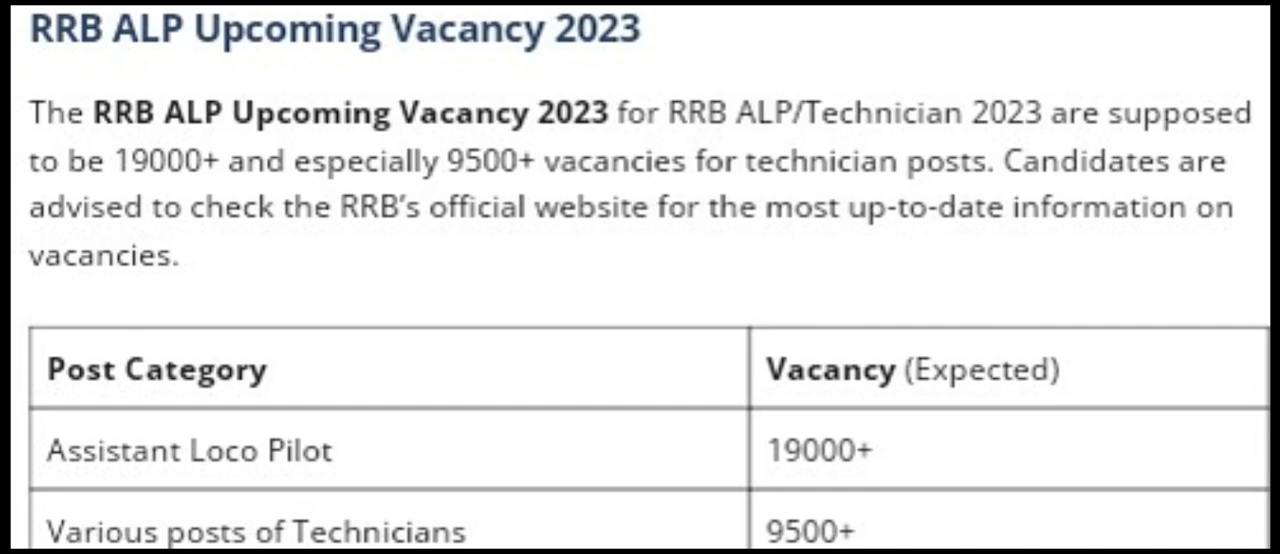 RRB ALP Upcoming Vacancy 2023
The RRB ALP Upcoming Vacancy 2023 for RRB ALP/Technician 2023 are supposed
to be 19000+ and especially 9500+ vacancies for technician posts. Candidates are
advised to check the RRB’s official website for the most up-to-date information on
vacancies.
Post Category Vacancy (Expected)
Assistant Loco Pilot 19000+
Various posts of Technicians 9500+